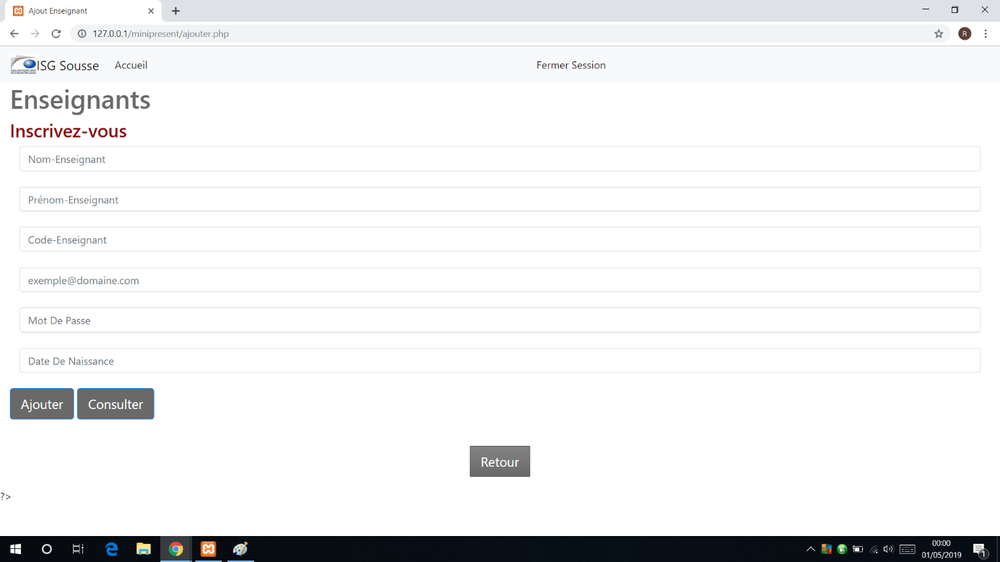 Ajout Enseignant
127.0.0.1/minipresent/ajouter.php
R
ISG Sousse Accueil Fermer Session
Enseignants
Inscrivez-vous
Nom-Enseignant
Prénom-Enseignant
Code-Enseignant
exemple@domaine.com
Mot De Passe
Date De Naissance
Ajouter Consulter
Retour
?>
00:00
01/05/2019
1